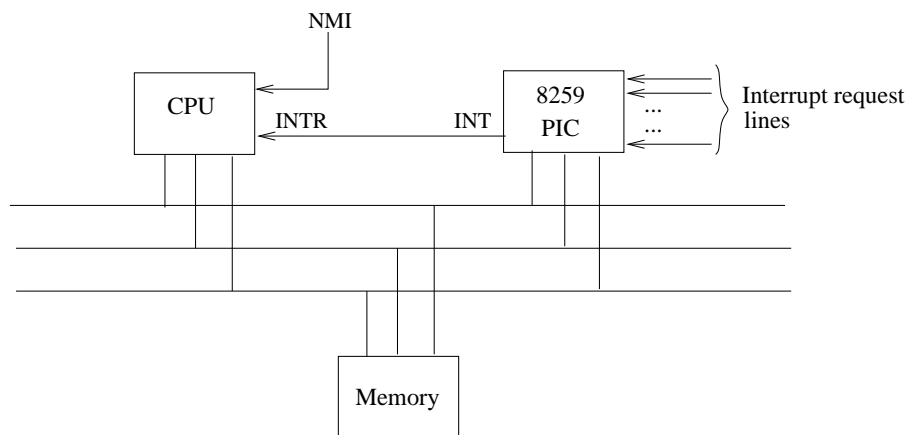 NMI
CPU
8259
PIC
INTR
INT
...
...
Interrupt request
lines
Memory